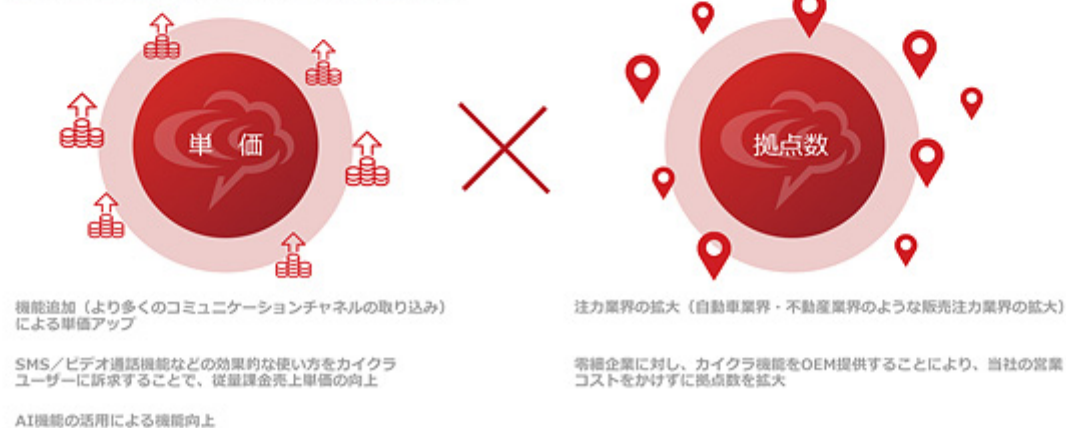 単 価
拠点数
機能追加（より多くのコミュニケーションチャネルの取り込み）
による単価アップ
SMS／ビデオ通話機能などの効果的な使い方をカイクラ
ユーザーに訴求することで、従量課金売上単価の向上
AI機能の活用による機能向上
注力業界の拡大（自動車業界・不動産業界のような販売注力業界の拡大）
零細企業に対し、カイクラ機能をOEM提供することにより、当社の営業
コストをかけずに拠点数を拡大